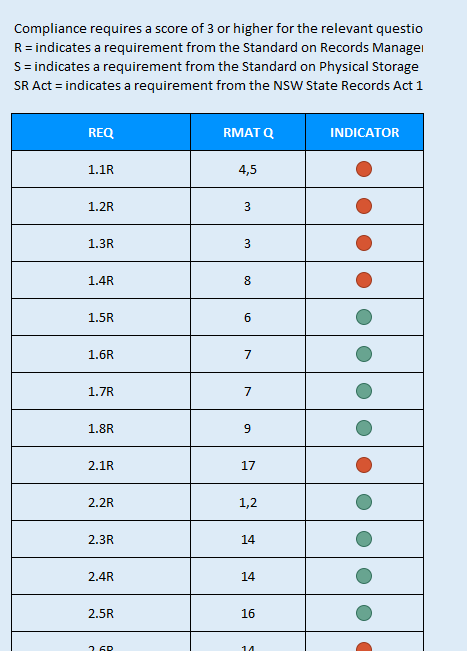 Compliance requires a score of 3 or higher for the relevant questio
R = indicates a requirement from the Standard on Records Manage
S = indicates a requirement from the Standard on Physical Storage
SR Act = indicates a requirement from the NSW State Records Act 1
REQ RMAT Q INDICATOR
1.1R 4,5
1.2R 3
1.3R 3
1.4R 8
1.5R 6
1.6R 7
1.7R 7
1.8R 9
2.1R 17
2.2R 1,2
2.3R 14
2.4R 14
2.5R 16
2.6R 14